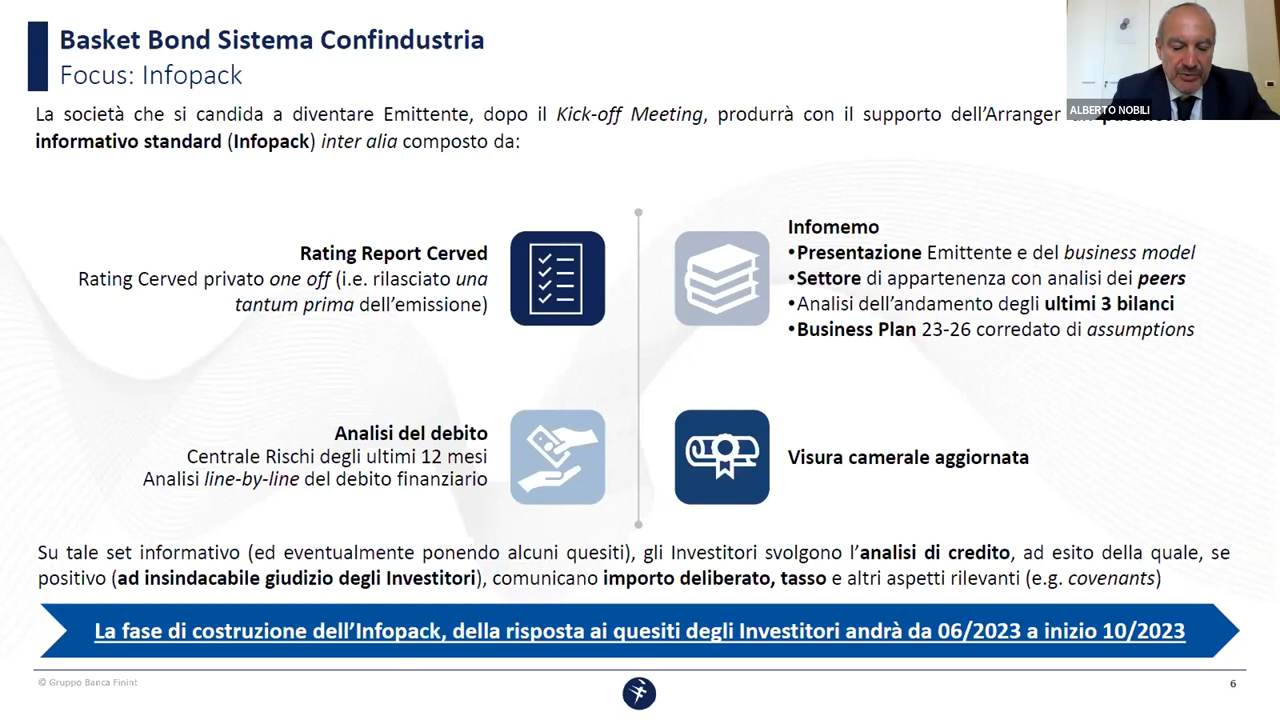 Basket Bond Sistema Confindustria
Focus: Infopack
ALBERTO NOBILI
La società che si candida a diventare Emittente, dopo il Kick-off Meeting, produrrà con il supporto dell’Arranger
informativo standard (Infopack) inter alia composto da:
Rating Report Cerved
Rating Cerved privato one off (i.e. rilasciato una
tantum prima dell’emissione)
Infomemo
•Presentazione Emittente e del business model
•Settore di appartenenza con analisi dei peers
•Analisi dell’andamento degli ultimi 3 bilanci
•Business Plan 23-26 corredato di assumptions
Analisi del debito
Centrale Rischi degli ultimi 12 mesi
Analisi line-by-line del debito finanziario
Visura camerale aggiornata
Su tale set informativo (ed eventualmente ponendo alcuni quesiti), gli Investitori svolgono l’analisi di credito, ad esito della quale, se
positivo (ad insindacabile giudizio degli Investitori), comunicano importo deliberato, tasso e altri aspetti rilevanti (e.g. covenants)
La fase di costruzione dell’Infopack, della risposta ai quesiti degli Investitori andrà da 06/2023 a inizio 10/2023
© Gruppo Banca Finint
6